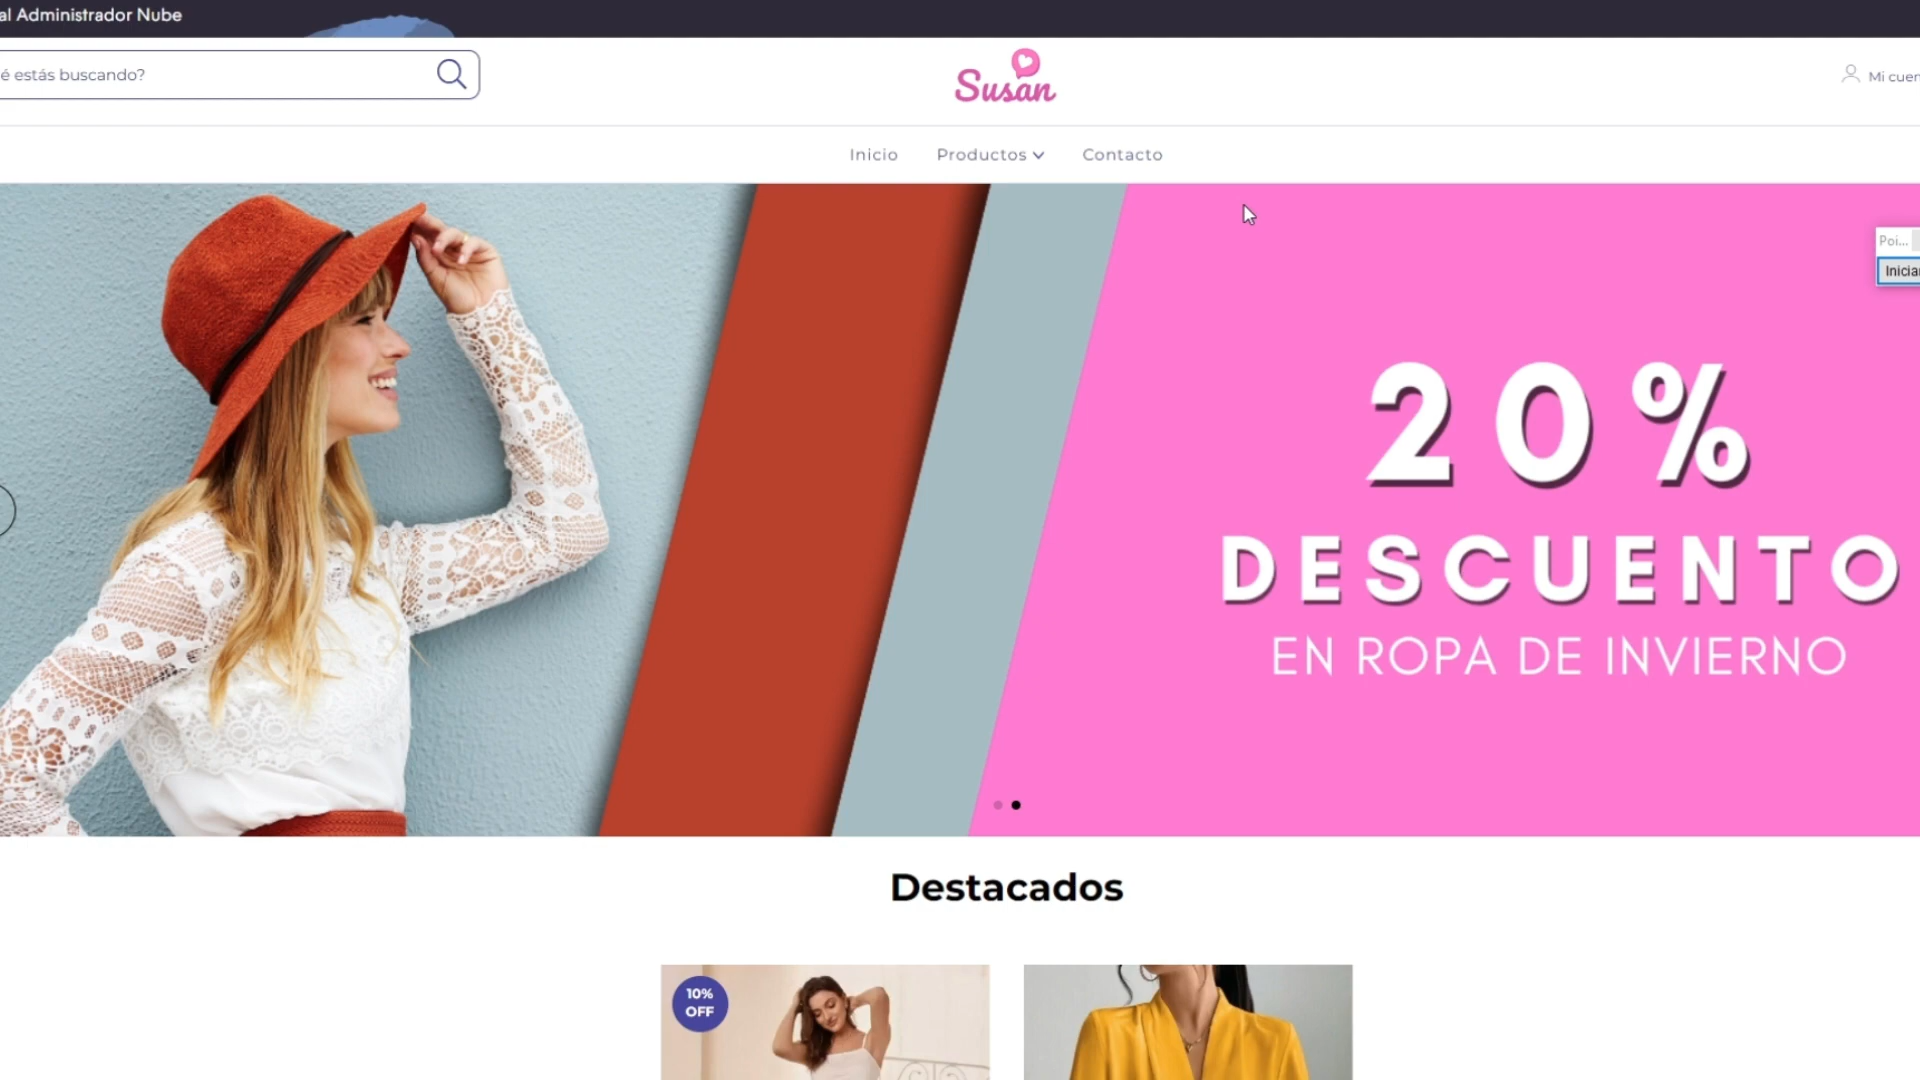 al Administrador Nube
é estás buscando?
Susan
Mi cuen
Inicio Productos Contacto
Poi...
Inicia
20%
DESCUENTO
EN ROPA DE INVIERNO
Destacados
10%
OFF